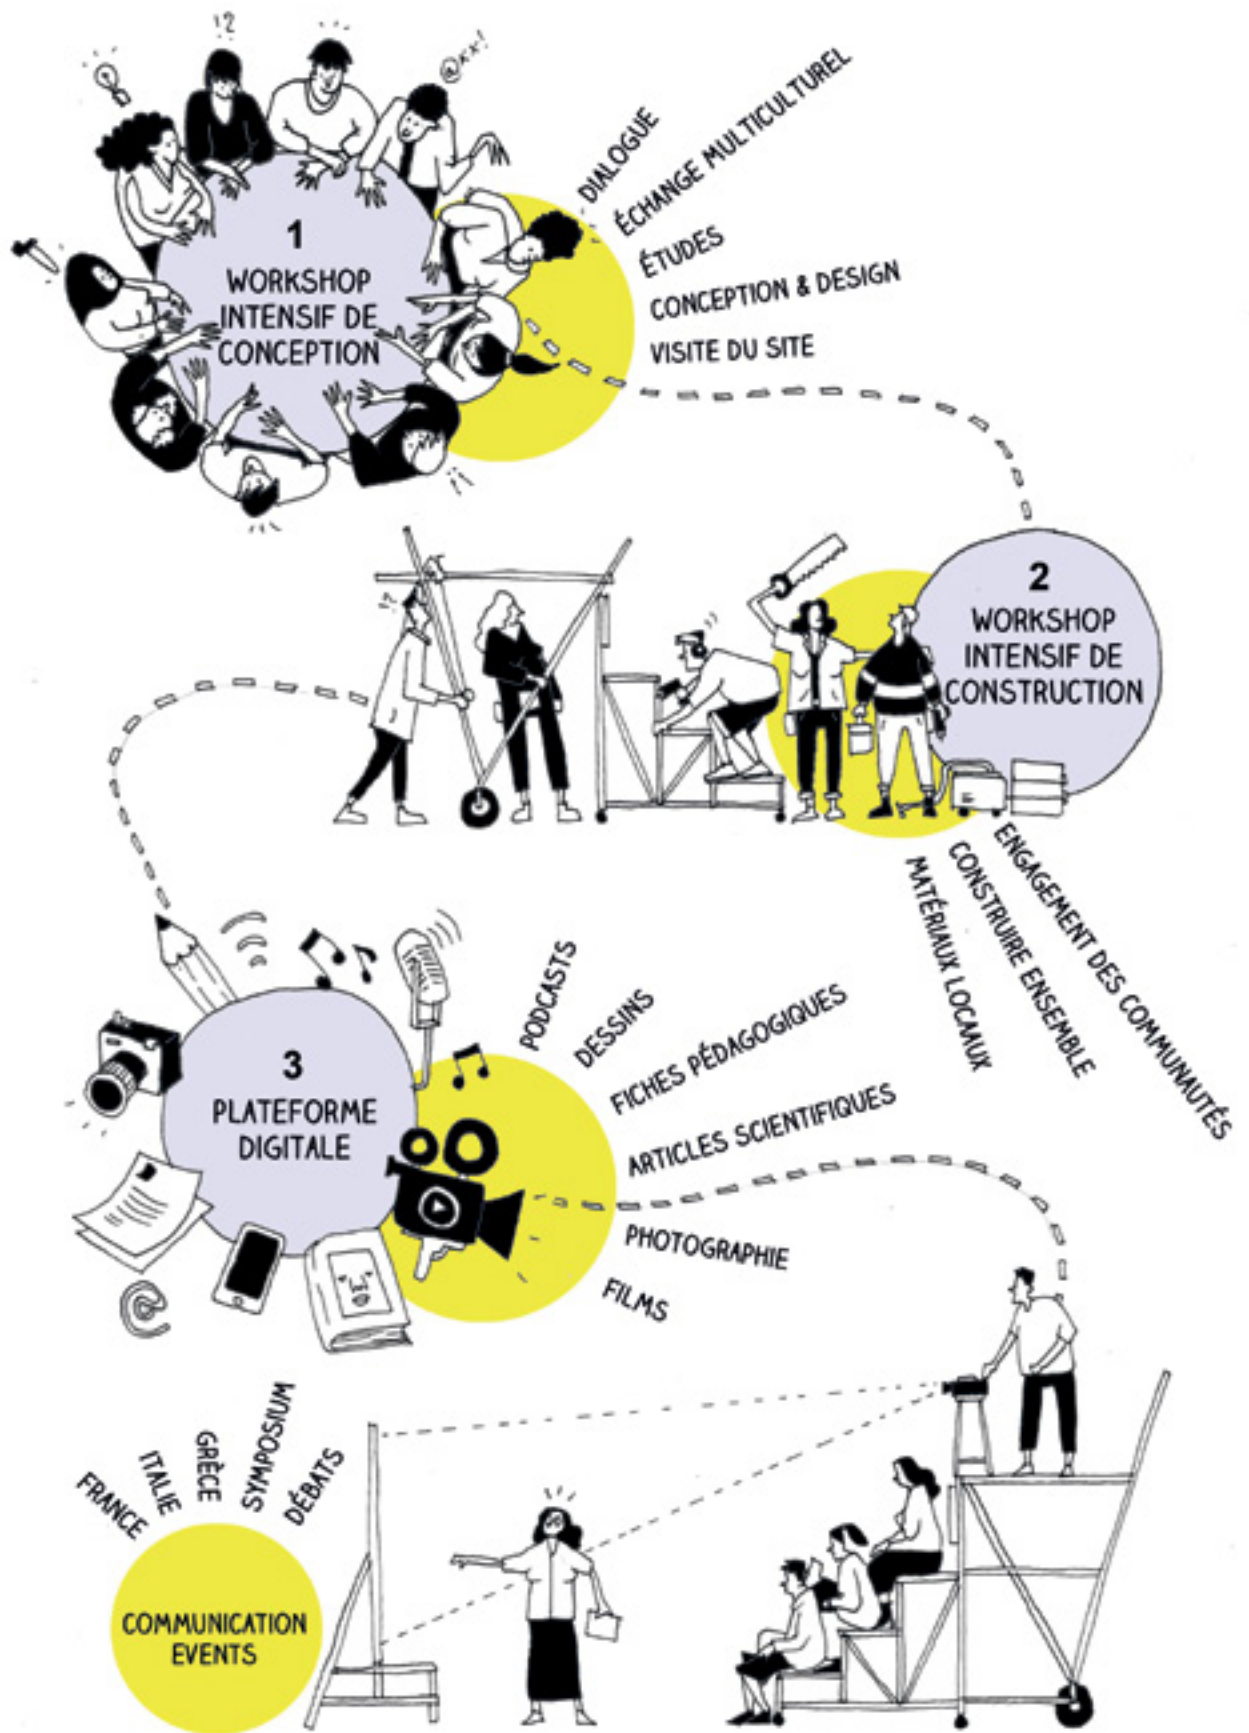 !?
@xx!
1
WORKSHOP
INTENSIF DE
CONCEPTION
DIALOGUE
ÉCHANGE MULTICULTUREL
ÉTUDES
CONCEPTION & DESIGN
VISITE DU SITE
!?
2
WORKSHOP
INTENSIF DE
CONSTRUCTION
ENGAGEMENT DES COMMUNAUTÉS
CONSTRUIRE ENSEMBLE
MATÉRIAUX LOCAUX
3
PLATEFORME
DIGITALE
PODCASTS
DESSINS
FICHES PÉDAGOGIQUES
ARTICLES SCIENTIFIQUES
PHOTOGRAPHIE
FILMS
@
FRANCE
ITALIE
GRÈCE
SYMPOSIUM
DÉBATS
COMMUNICATION
EVENTS